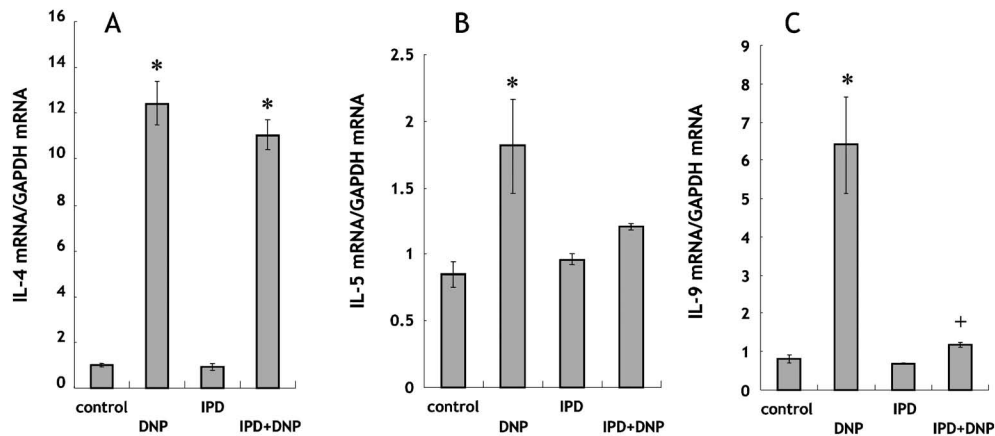 A
IL-4 mRNA/GAPDH mRNA
16
14
12
10
8
6
4
2
0
*
*
control
DNP
IPD
IPD+DNP
B
IL-5 mRNA/GAPDH mRNA
2.5
2
1.5
1
0.5
0
*
control
DNP
IPD
IPD+DNP
C
IL-9 mRNA/GAPDH mRNA
9
8
7
6
5
4
3
2
1
0
*
+
control
DNP
IPD
IPD+DNP